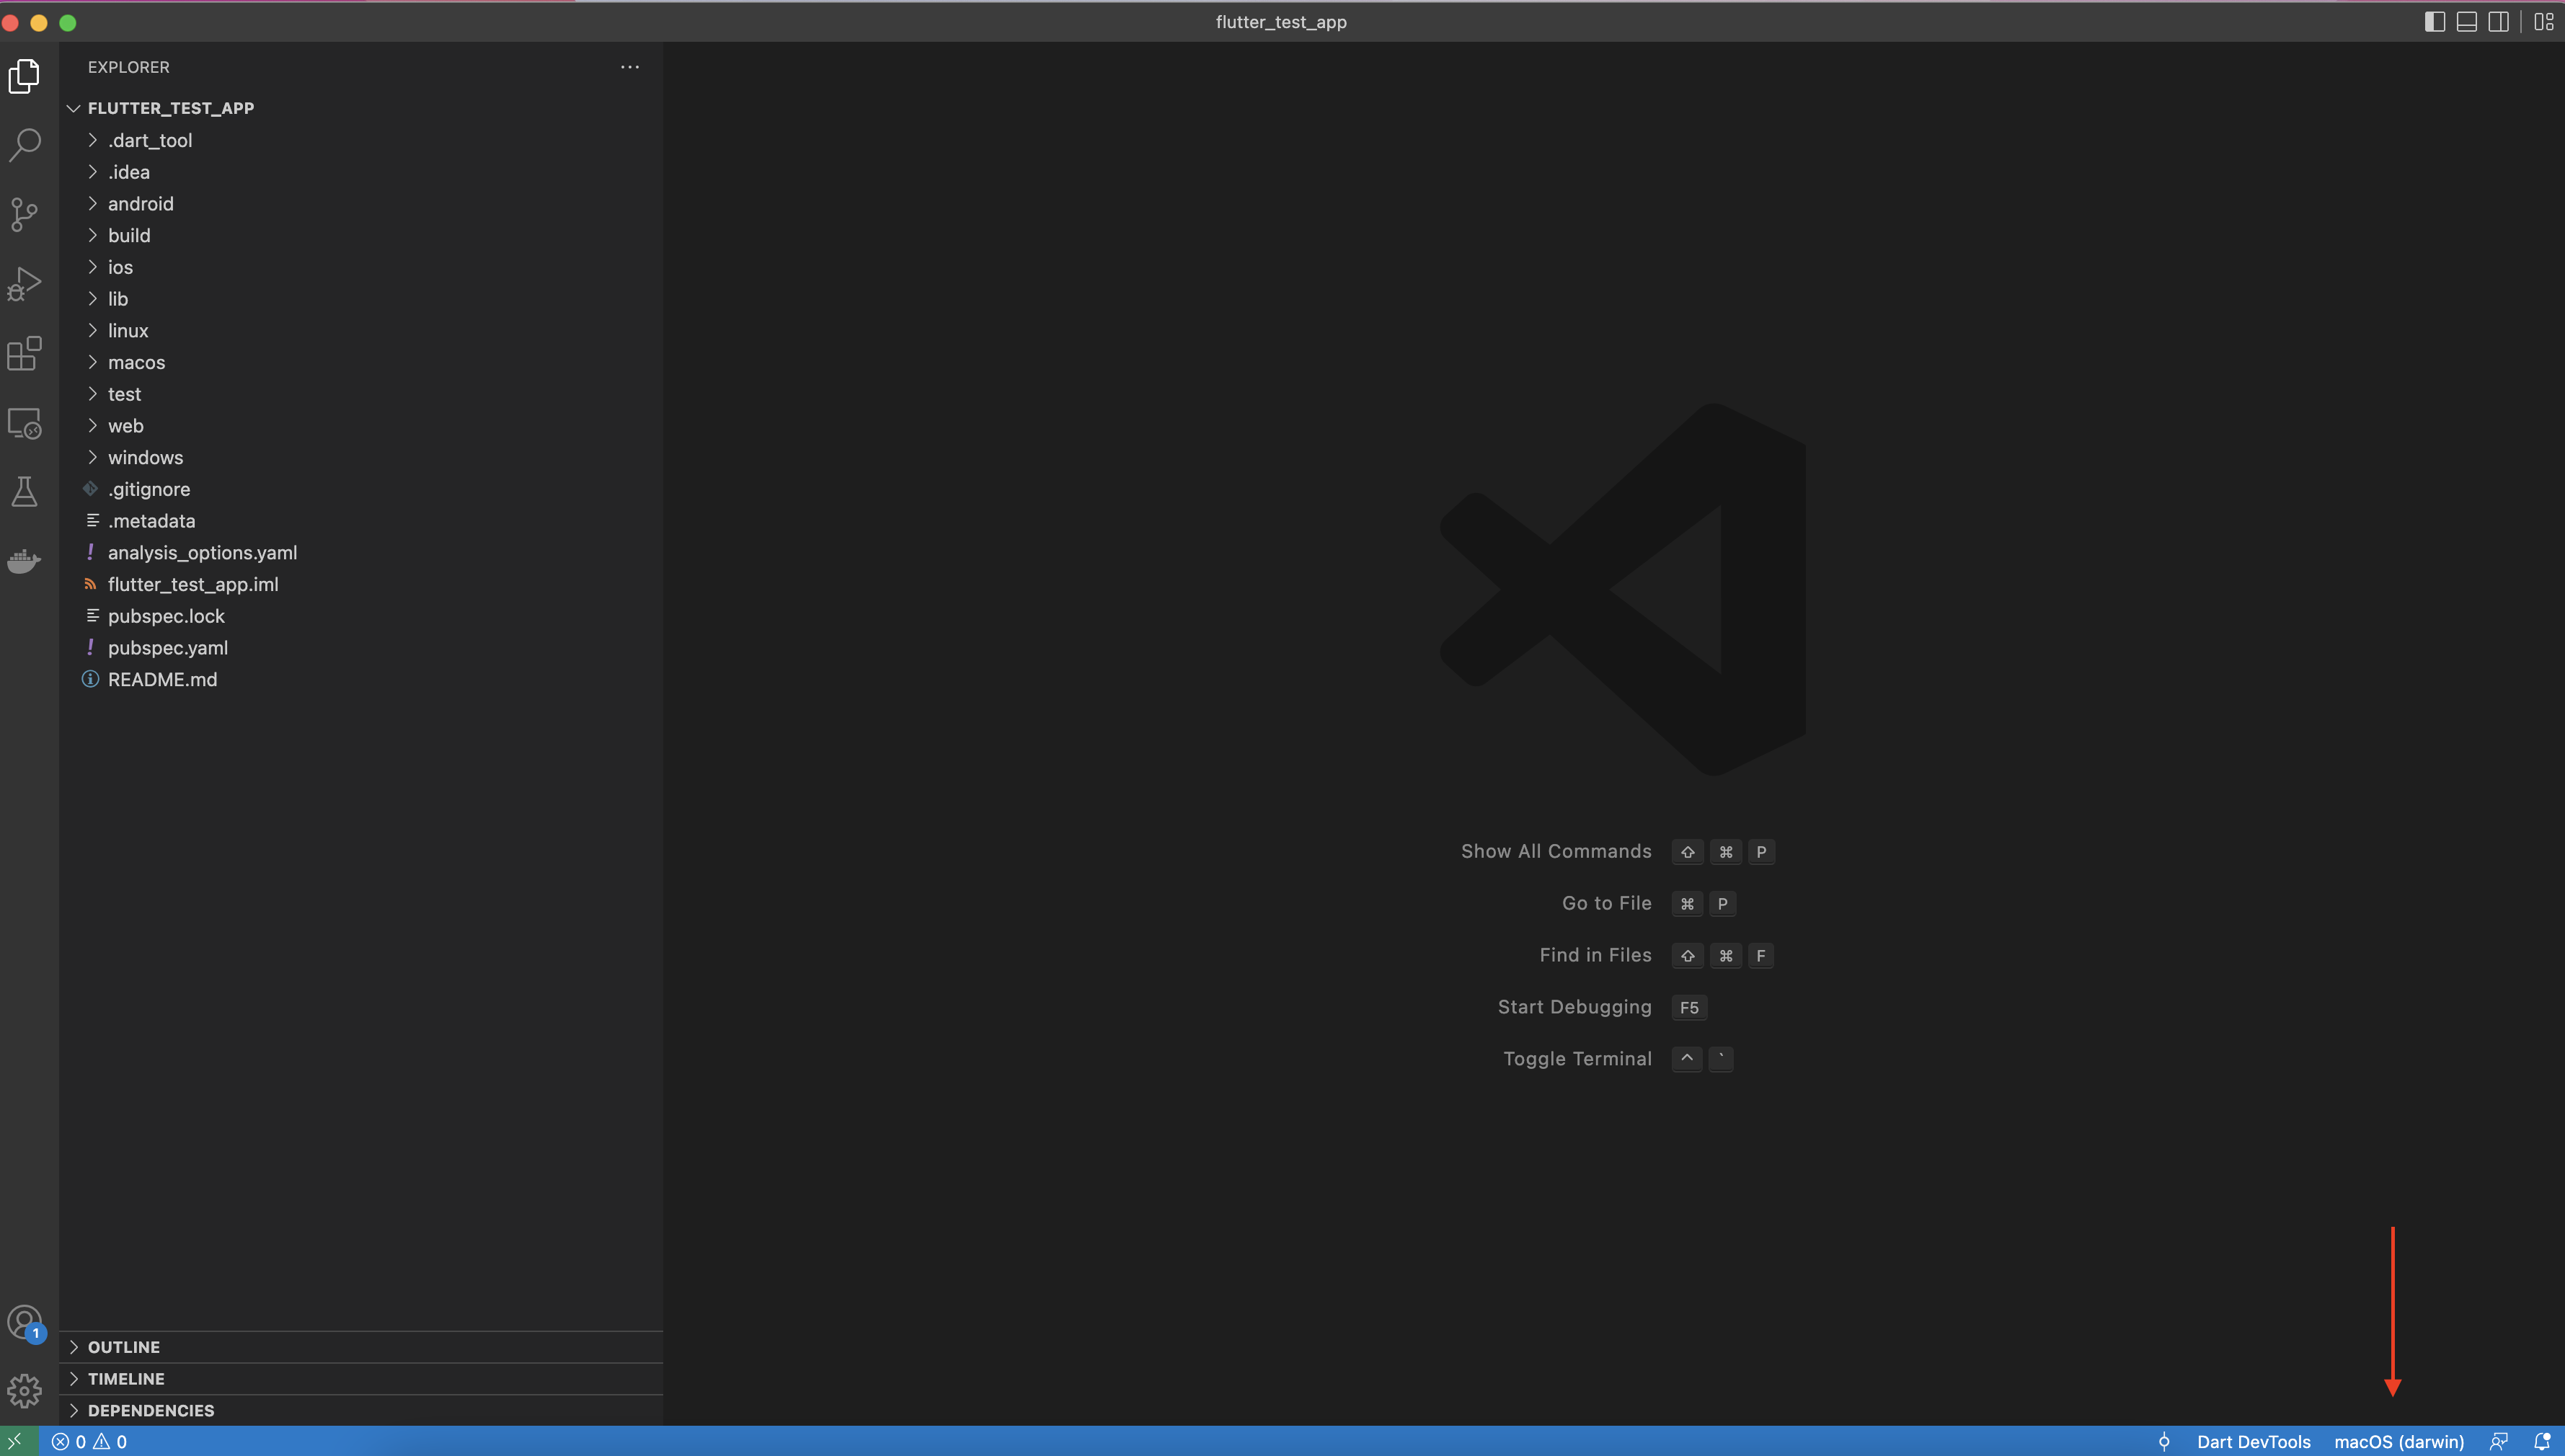 flutter_test_app
EXPLORER
FLUTTER_TEST_APP
.dart_tool
.idea
android
build
ios
lib
linux
macos
test
web
windows
.gitignore
.metadata
analysis_options.yaml
flutter_test_app.iml
pubspec.lock
pubspec.yaml
README.md
Show All Commands ⇧ ⌘ P
Go to File ⌘ P
Find in Files ⇧ ⌘ F
Start Debugging F5
Toggle Terminal ^ `
1
OUTLINE
TIMELINE
DEPENDENCIES
0 0 Dart DevTools macOS (darwin)